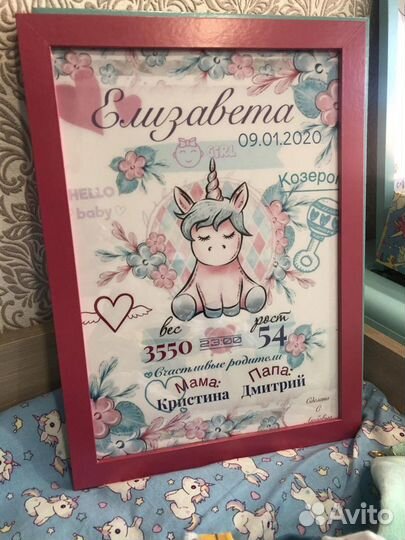 Елизавета
09.01.2020
GIRL
Козерог
HELLO
baby
вес
рост
3550
23:00
54
Счастливые родители
Мама:
Папа:
Кристина
Дмитрий
Сделано
с
Avito